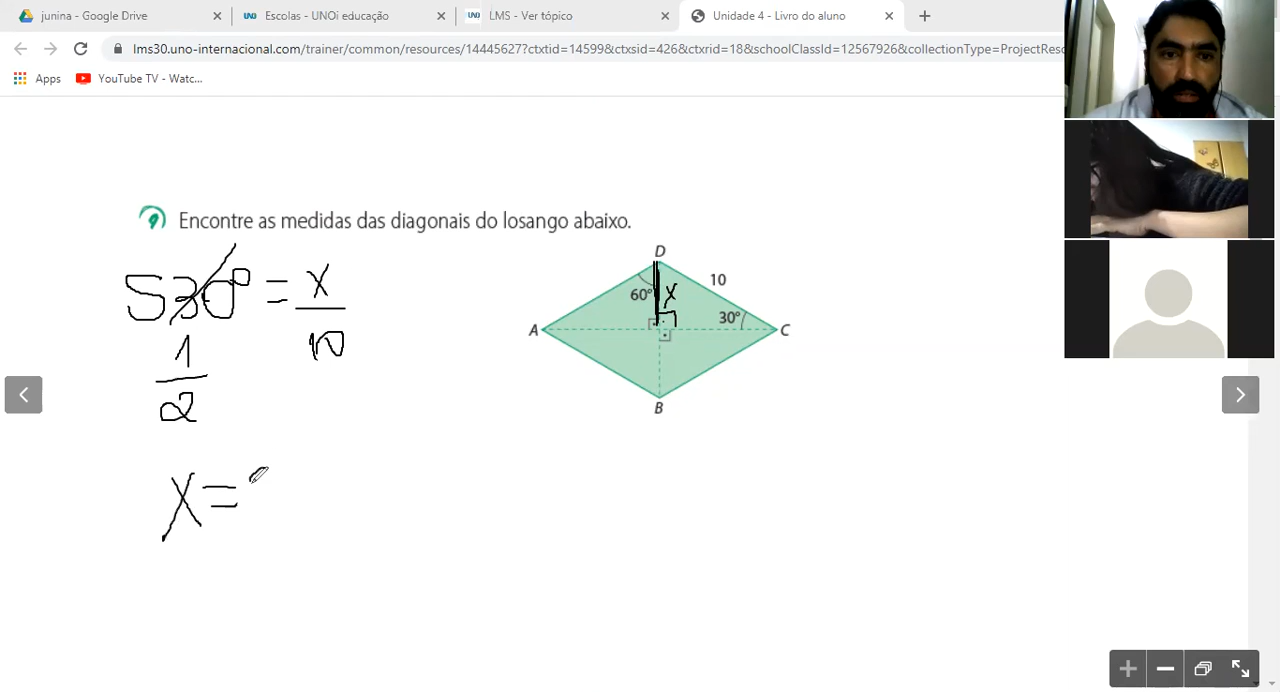 junina - Google Drive
Escolas - UNOi educação
LMS - Ver tópico
Unidade 4 - Livro do aluno
lms30.uno-internacional.com/trainer/common/resources/14445627?ctxtid=14599&ctxsid=426&ctxrid=18&schoolClassId=12567926&collectionType=ProjectReso
Apps
YouTube TV - Watc...
9 Encontre as medidas das diagonais do losango abaixo.
D
10
60°
X
30°
A
C
B
S30° = X/10
1/2
X =